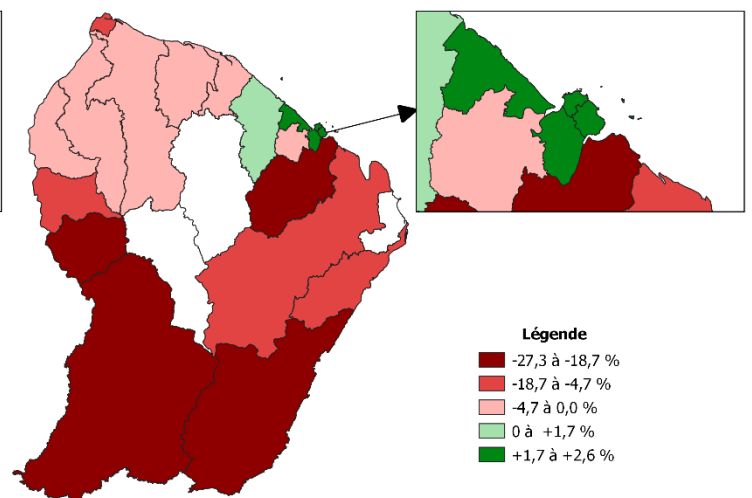 Légende
-27,3 à -18,7 %
-18,7 à -4,7 %
-4,7 à 0,0 %
0 à +1,7 %
+1,7 à +2,6 %